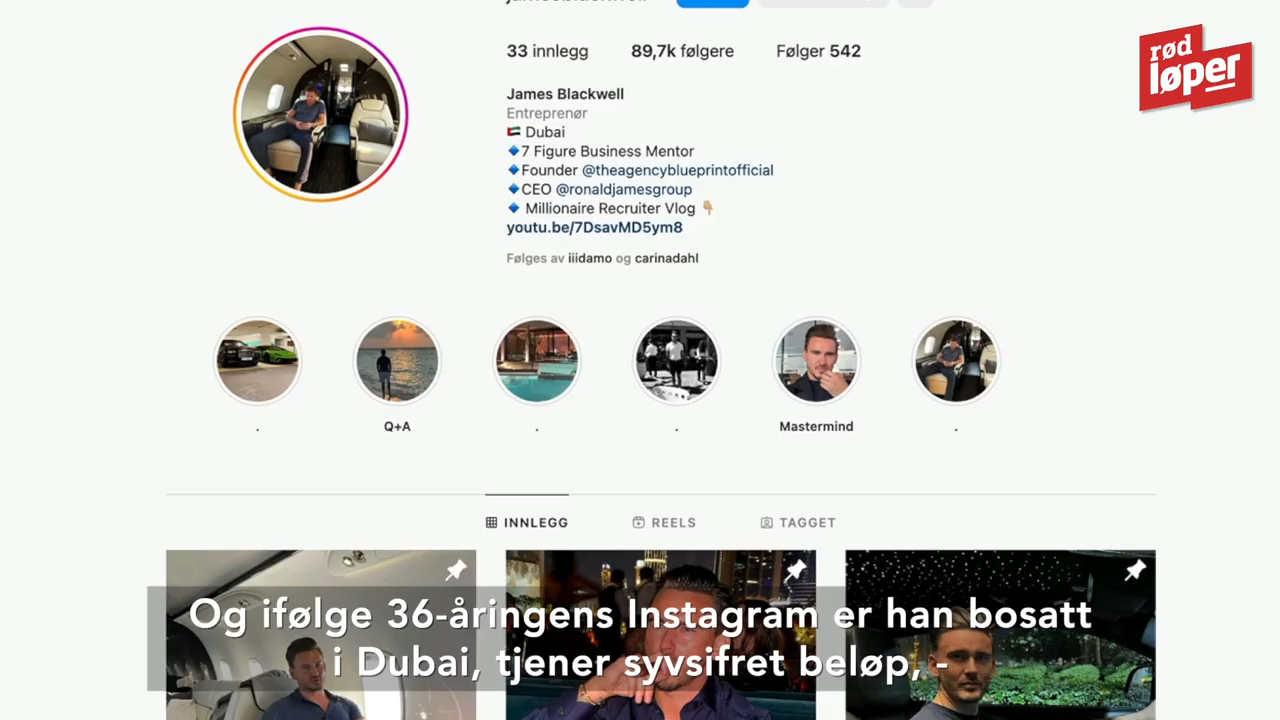 33 innlegg 89,7k følgere Følger 542
James Blackwell
Entreprenør
🇦🇪 Dubai
🔹7 Figure Business Mentor
🔹Founder @theagencyblueprintofficial
🔹CEO @ronaldjamesgroup
🔹 Millionaire Recruiter Vlog 👇🏼
youtu.be/7DsavMD5ym8
Følges av iiidamo og carinadahl
. Q+A . . Mastermind .
INNLEGG REELS TAGGET
Og ifølge 36-åringens Instagram er han bosatt
i Dubai, tjener syvsifret beløp, -
rød
løper